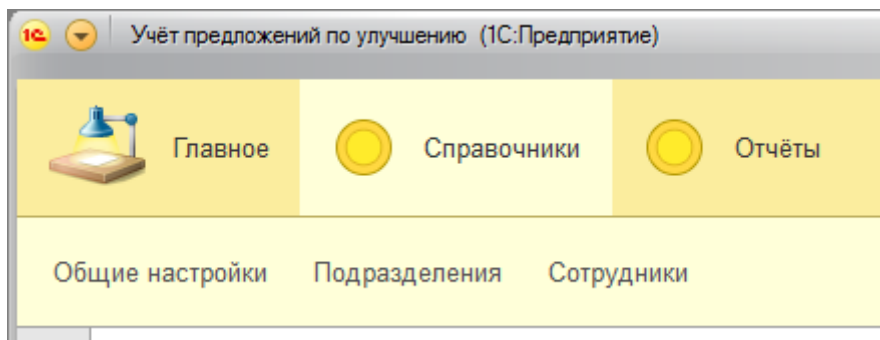 1С Учёт предложений по улучшению (1С:Предприятие)
Главное Справочники Отчёты
Общие настройки Подразделения Сотрудники